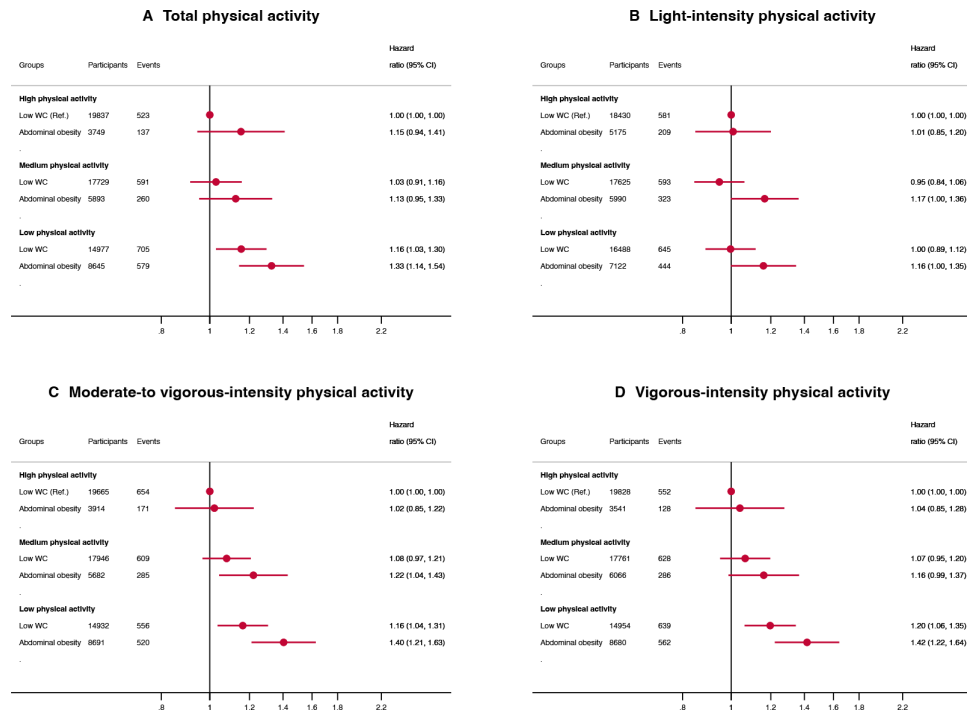 A Total physical activity
Hazard
Groups Participants Events ratio (95% CI)
High physical activity
Low WC (Ref.) 19837 523 1.00 (1.00, 1.00)
Abdominal obesity 3749 137 1.15 (0.94, 1.41)
.
Medium physical activity
Low WC 17729 591 1.03 (0.91, 1.16)
Abdominal obesity 5893 260 1.13 (0.95, 1.33)
.
Low physical activity
Low WC 14977 705 1.16 (1.03, 1.30)
Abdominal obesity 8645 579 1.33 (1.14, 1.54)
.
.8 1 1.2 1.4 1.6 1.8 2.2
B Light-intensity physical activity
Hazard
Groups Participants Events ratio (95% CI)
High physical activity
Low WC (Ref.) 18430 581 1.00 (1.00, 1.00)
Abdominal obesity 5175 209 1.01 (0.85, 1.20)
.
Medium physical activity
Low WC 17625 593 0.95 (0.84, 1.06)
Abdominal obesity 5990 323 1.17 (1.00, 1.36)
.
Low physical activity
Low WC 16488 645 1.00 (0.89, 1.12)
Abdominal obesity 7122 444 1.16 (1.00, 1.35)
.
.8 1 1.2 1.4 1.6 1.8 2.2
C Moderate-to vigorous-intensity physical activity
Hazard
Groups Participants Events ratio (95% CI)
High physical activity
Low WC (Ref.) 19665 654 1.00 (1.00, 1.00)
Abdominal obesity 3914 171 1.02 (0.85, 1.22)
.
Medium physical activity
Low WC 17946 609 1.08 (0.97, 1.21)
Abdominal obesity 5682 285 1.22 (1.04, 1.43)
.
Low physical activity
Low WC 14932 556 1.16 (1.04, 1.31)
Abdominal obesity 8691 520 1.40 (1.21, 1.63)
.
.8 1 1.2 1.4 1.6 1.8 2.2
D Vigorous-intensity physical activity
Hazard
Groups Participants Events ratio (95% CI)
High physical activity
Low WC (Ref.) 19828 552 1.00 (1.00, 1.00)
Abdominal obesity 3541 128 1.04 (0.85, 1.28)
.
Medium physical activity
Low WC 17761 628 1.07 (0.95, 1.20)
Abdominal obesity 6066 286 1.16 (0.99, 1.37)
.
Low physical activity
Low WC 14954 639 1.20 (1.06, 1.35)
Abdominal obesity 8680 562 1.42 (1.22, 1.64)
.
.8 1 1.2 1.4 1.6 1.8 2.2